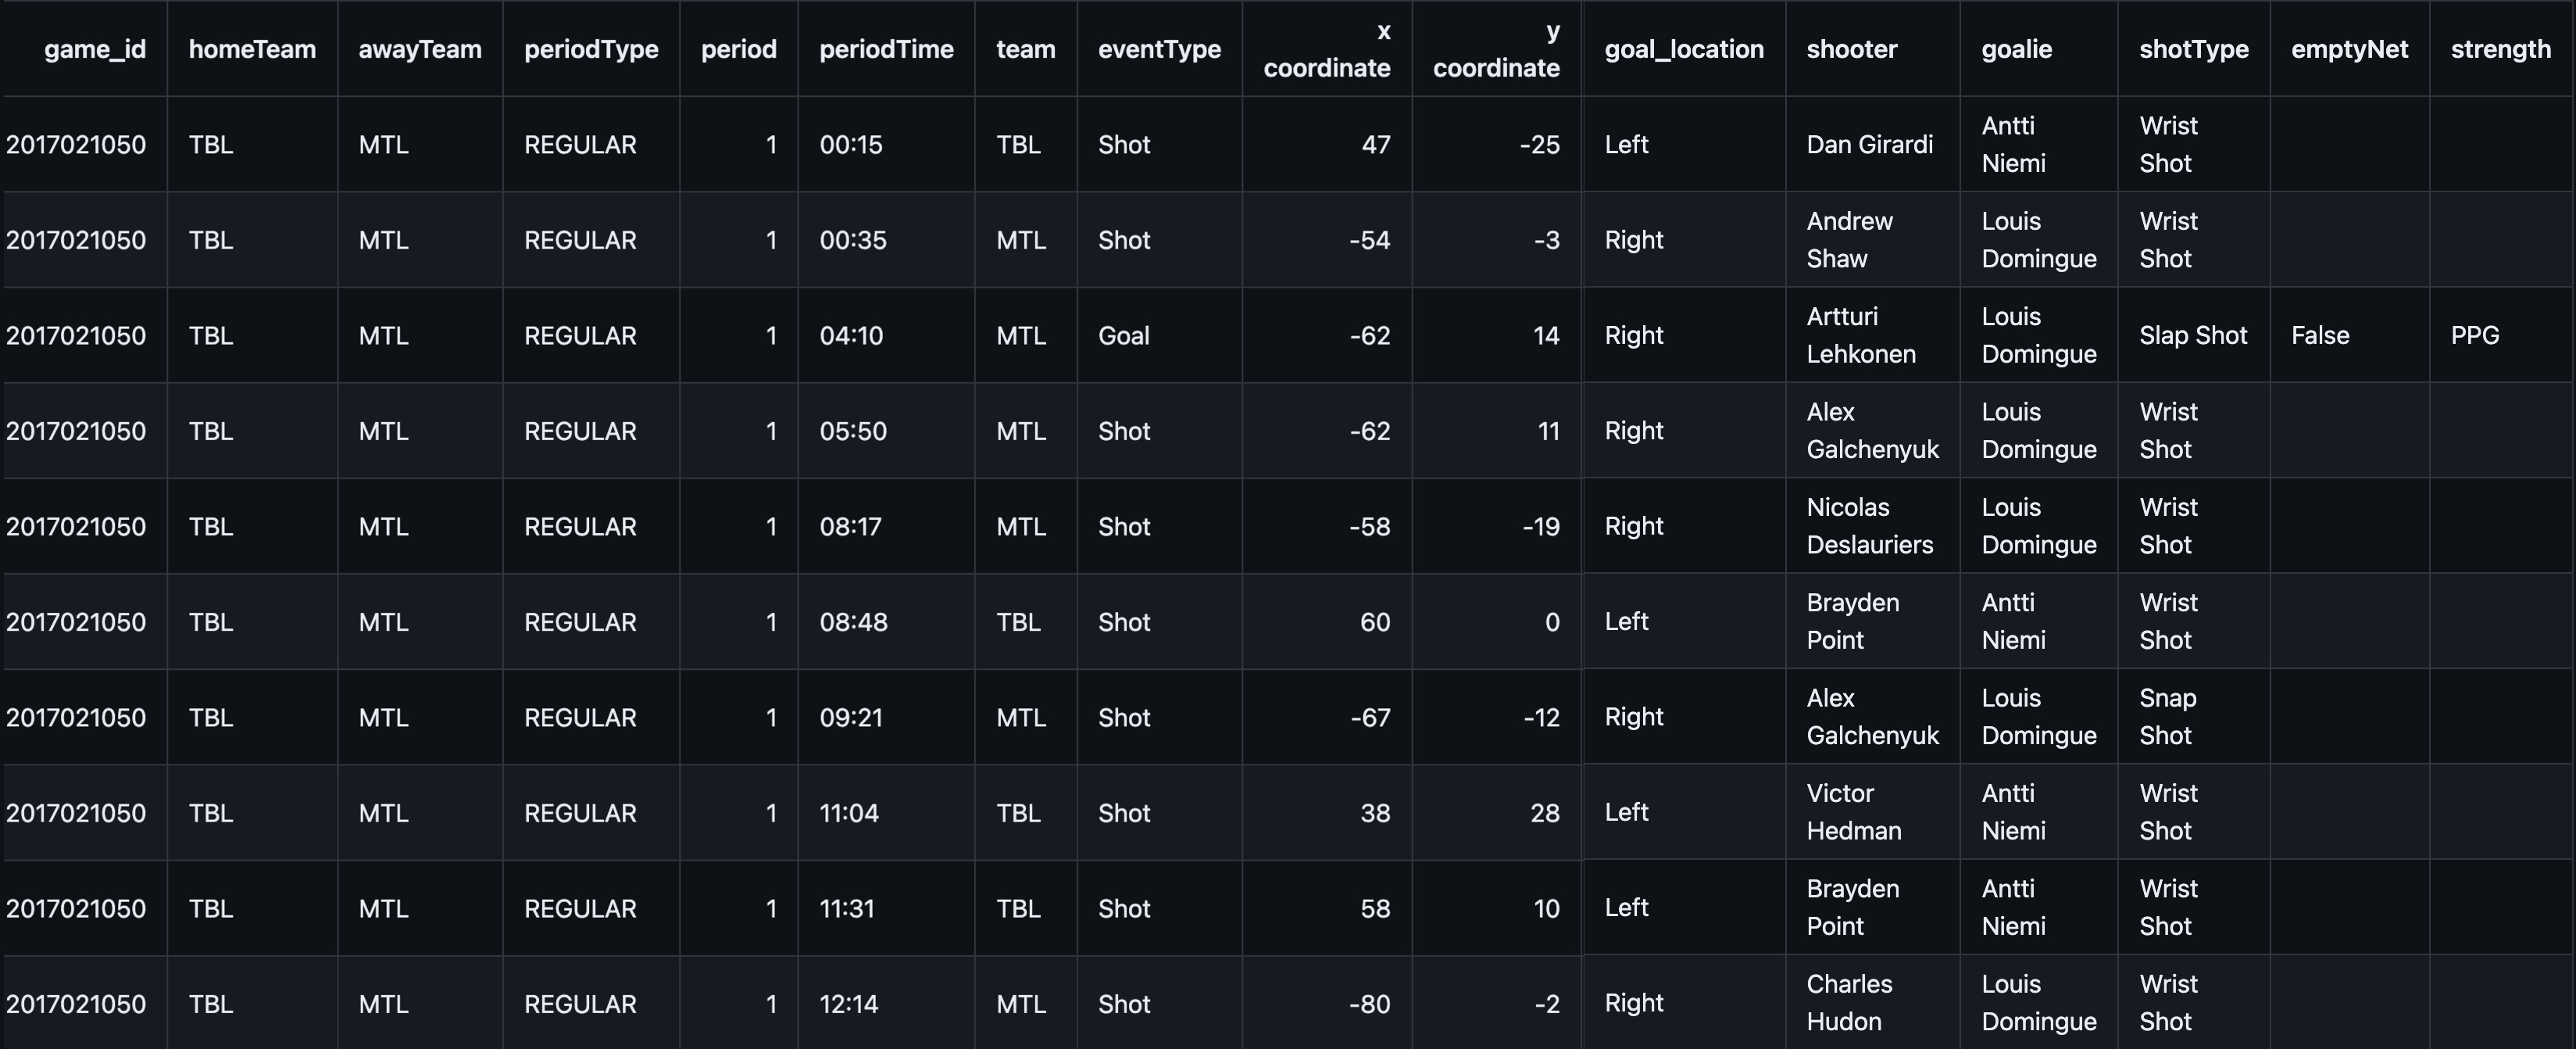 game_id homeTeam awayTeam periodType period periodTime team eventType x coordinate y coordinate goal_location shooter goalie shotType emptyNet strength
2017021050 TBL MTL REGULAR 1 00:15 TBL Shot 47 -25 Left Dan Girardi Antti Niemi Wrist Shot
2017021050 TBL MTL REGULAR 1 00:35 MTL Shot -54 -3 Right Andrew Shaw Louis Domingue Wrist Shot
2017021050 TBL MTL REGULAR 1 04:10 MTL Goal -62 14 Right Artturi Lehkonen Louis Domingue Slap Shot False PPG
2017021050 TBL MTL REGULAR 1 05:50 MTL Shot -62 11 Right Alex Galchenyuk Louis Domingue Wrist Shot
2017021050 TBL MTL REGULAR 1 08:17 MTL Shot -58 -19 Right Nicolas Deslauriers Louis Domingue Wrist Shot
2017021050 TBL MTL REGULAR 1 08:48 TBL Shot 60 0 Left Brayden Point Antti Niemi Wrist Shot
2017021050 TBL MTL REGULAR 1 09:21 MTL Shot -67 -12 Right Alex Galchenyuk Louis Domingue Snap Shot
2017021050 TBL MTL REGULAR 1 11:04 TBL Shot 38 28 Left Victor Hedman Antti Niemi Wrist Shot
2017021050 TBL MTL REGULAR 1 11:31 TBL Shot 58 10 Left Brayden Point Antti Niemi Wrist Shot
2017021050 TBL MTL REGULAR 1 12:14 MTL Shot -80 -2 Right Charles Hudon Louis Domingue Wrist Shot